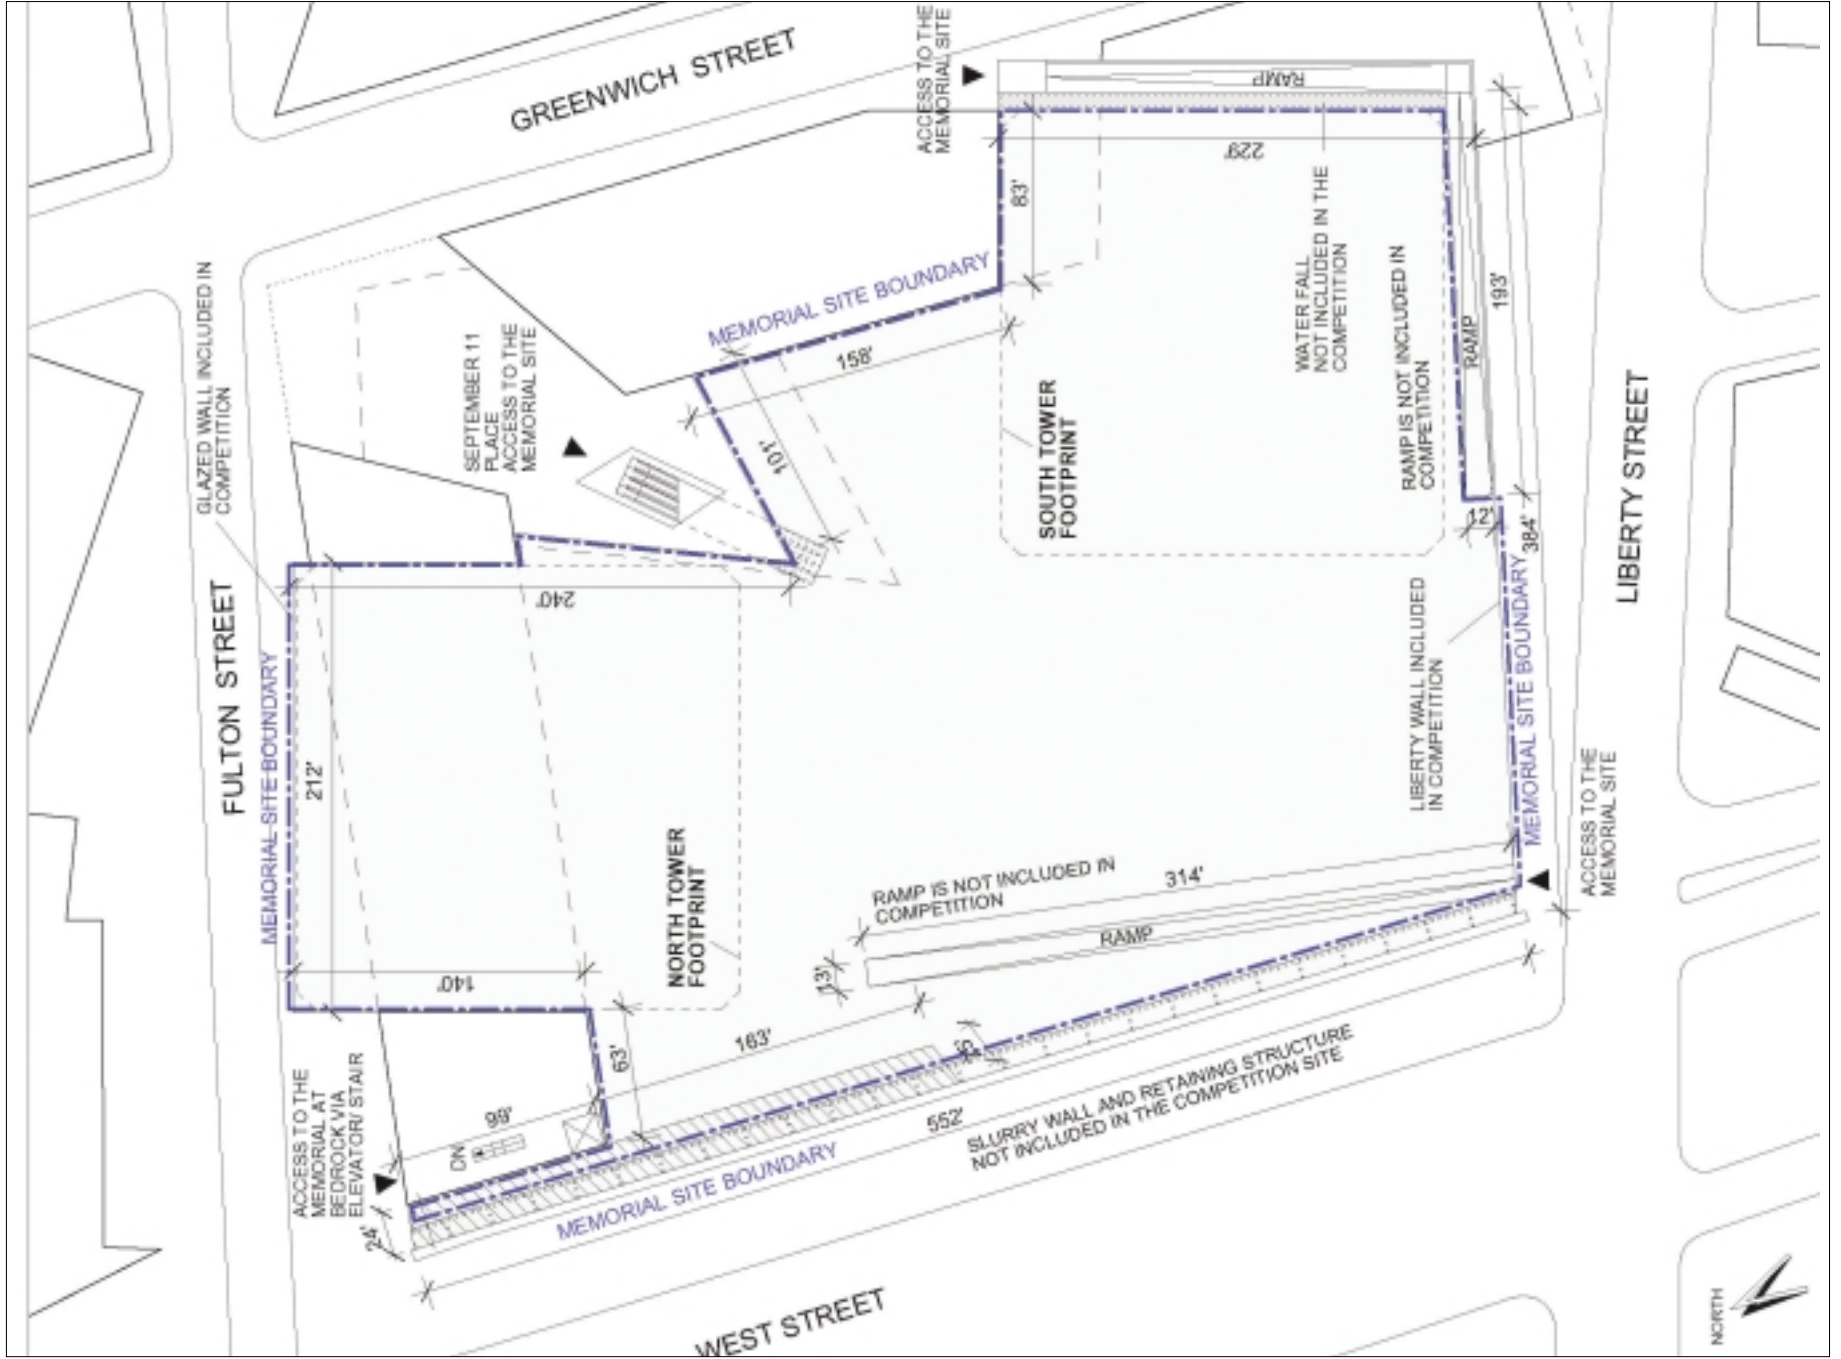 GREENWICH STREET
ACCESS TO THE
MEMORIAL SITE
RAMP
229'
83'
GLAZED WALL INCLUDED IN
COMPETITION
SEPTEMBER 11
PLACE
ACCESS TO THE
MEMORIAL SITE
MEMORIAL SITE BOUNDARY
158'
101'
WATER FALL
NOT INCLUDED IN THE
COMPETITION
RAMP IS NOT INCLUDED IN
COMPETITION
RAMP
193'
193'
SOUTH TOWER
FOOTPRINT
12'
384'
LIBERTY STREET
FULTON STREET
MEMORIAL SITE BOUNDARY
240'
212'
LIBERTY WALL INCLUDED
IN COMPETITION
MEMORIAL SITE BOUNDARY
ACCESS TO THE
MEMORIAL SITE
NORTH TOWER
FOOTPRINT
140'
RAMP IS NOT INCLUDED IN
COMPETITION
314'
RAMP
13'
163'
63'
ACCESS TO THE
MEMORIAL AT
BEDROCK VIA
ELEVATOR/ STAIR
DN
99'
24'
552'
SLURRY WALL AND RETAINING STRUCTURE
NOT INCLUDED IN THE COMPETITION SITE
MEMORIAL SITE BOUNDARY
WEST STREET
NORTH